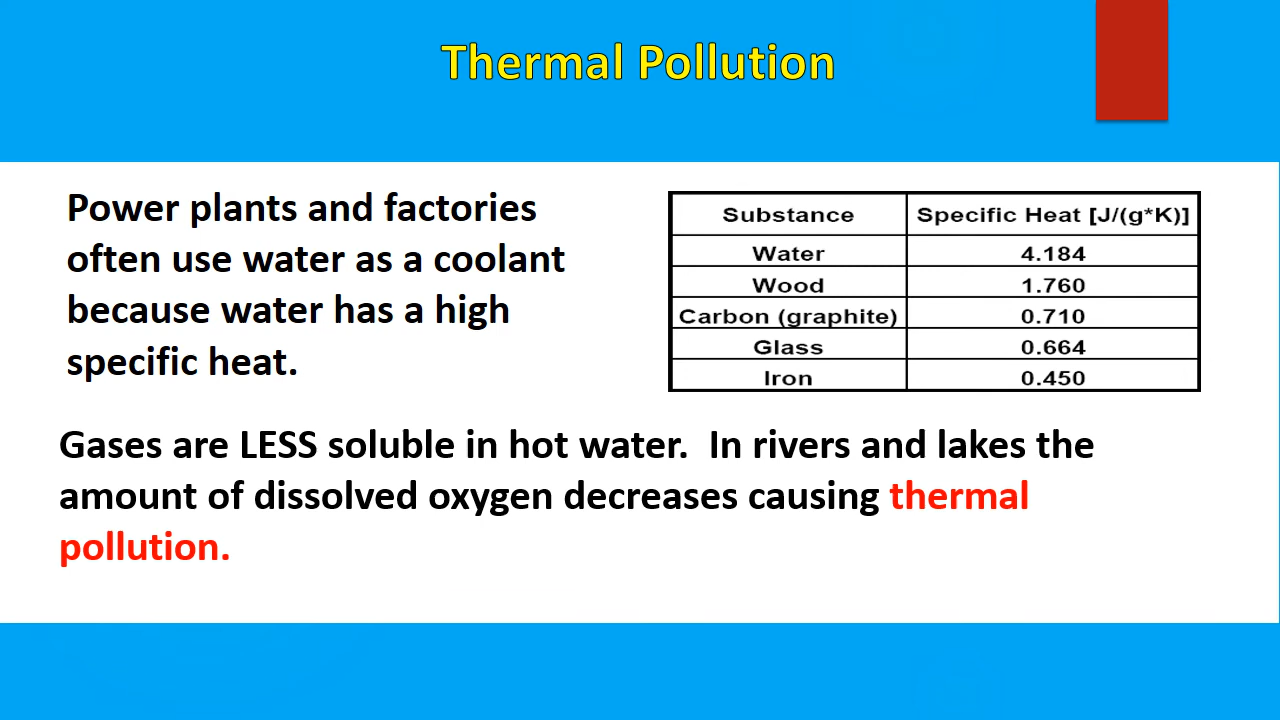 Thermal Pollution
Power plants and factories
often use water as a coolant
because water has a high
specific heat.
Substance Specific Heat [J/(g*K)]
Water 4.184
Wood 1.760
Carbon (graphite) 0.710
Glass 0.664
Iron 0.450
Gases are LESS soluble in hot water.  In rivers and lakes the
amount of dissolved oxygen decreases causing thermal
pollution.